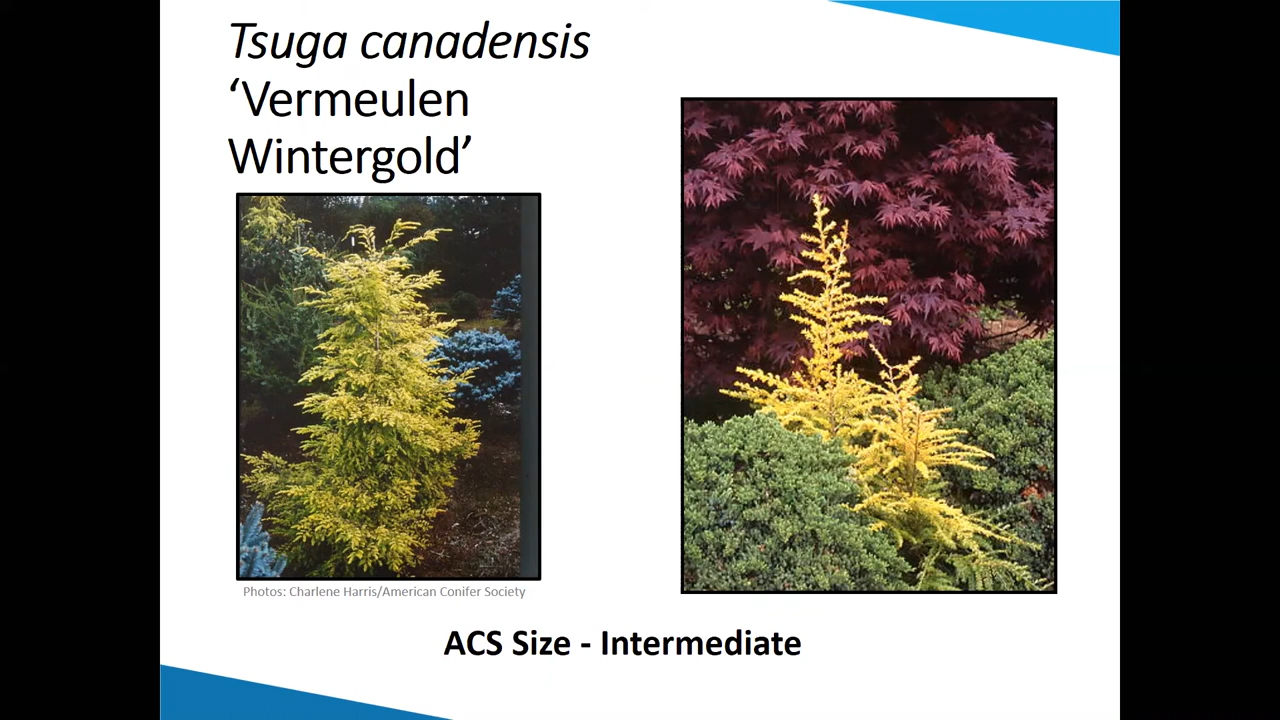 Tsuga canadensis
‘Vermeulen
Wintergold’
Photos: Charlene Harris/American Conifer Society
ACS Size - Intermediate